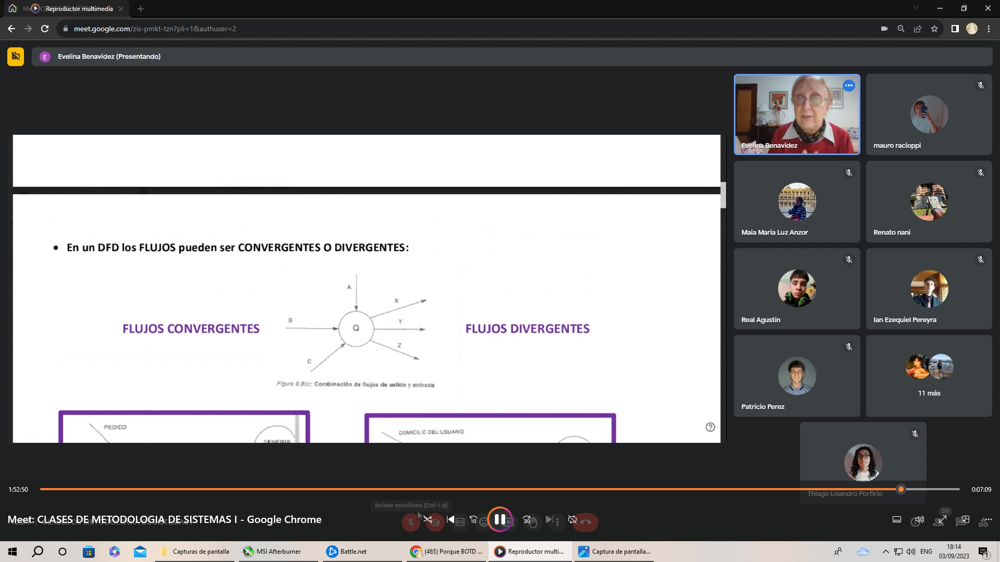 Reproductor multimedia
meet.google.com/zis-pmkt-tzn?pli=1&authuser=2
E
Evelina Benavidez (Presentando)
Evelina Benavidez
mauro racioppi
Maia Maria Luz Anzor
Renato nani
Real Agustín
Ian Ezequiel Pereyra
Patricio Perez
11 más
Thiago Lisandro Porfirio
• En un DFD los FLUJOS pueden ser CONVERGENTES O DIVERGENTES:
A
X
B
Y
FLUJOS CONVERGENTES
Q
FLUJOS DIVERGENTES
Z
C
Figura 9.8(c): Combinación de flujos de salida y entrada
PEDIDO
GENERAR
DOMICILIO DEL USUARIO
1:52:50
0:07:09
Activar micrófono (Ctrl + d)
Meet: CLASES DE METODOLOGIA DE SISTEMAS I - Google Chrome
10
30
20
Capturas de pantalla
MSI Afterburner
Battle.net
(465) Porque BOTD ...
Reproductor multi...
Captura de pantalla...
ENG
18:14
03/09/2023
1